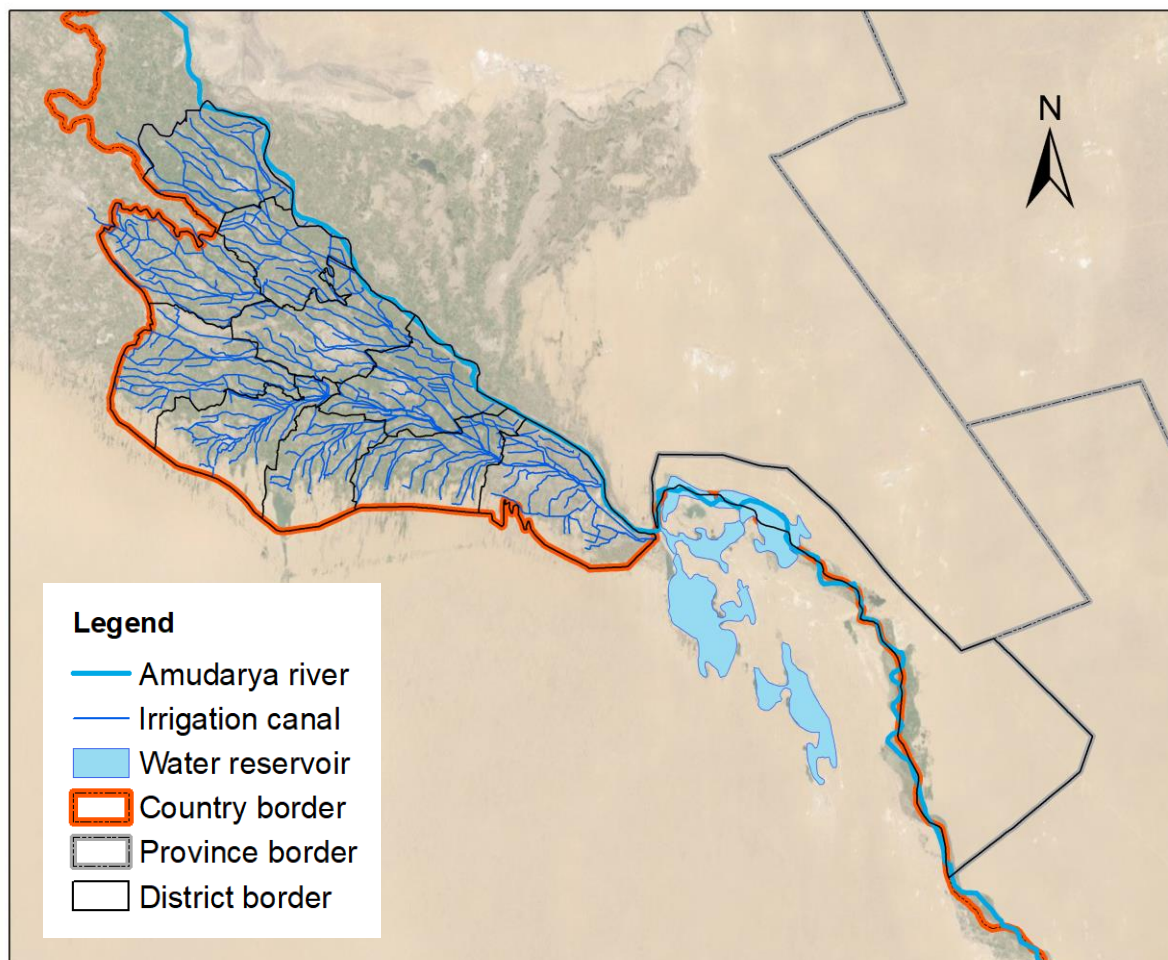 N
Legend
Amudarya river
Irrigation canal
Water reservoir
Country border
Province border
District border